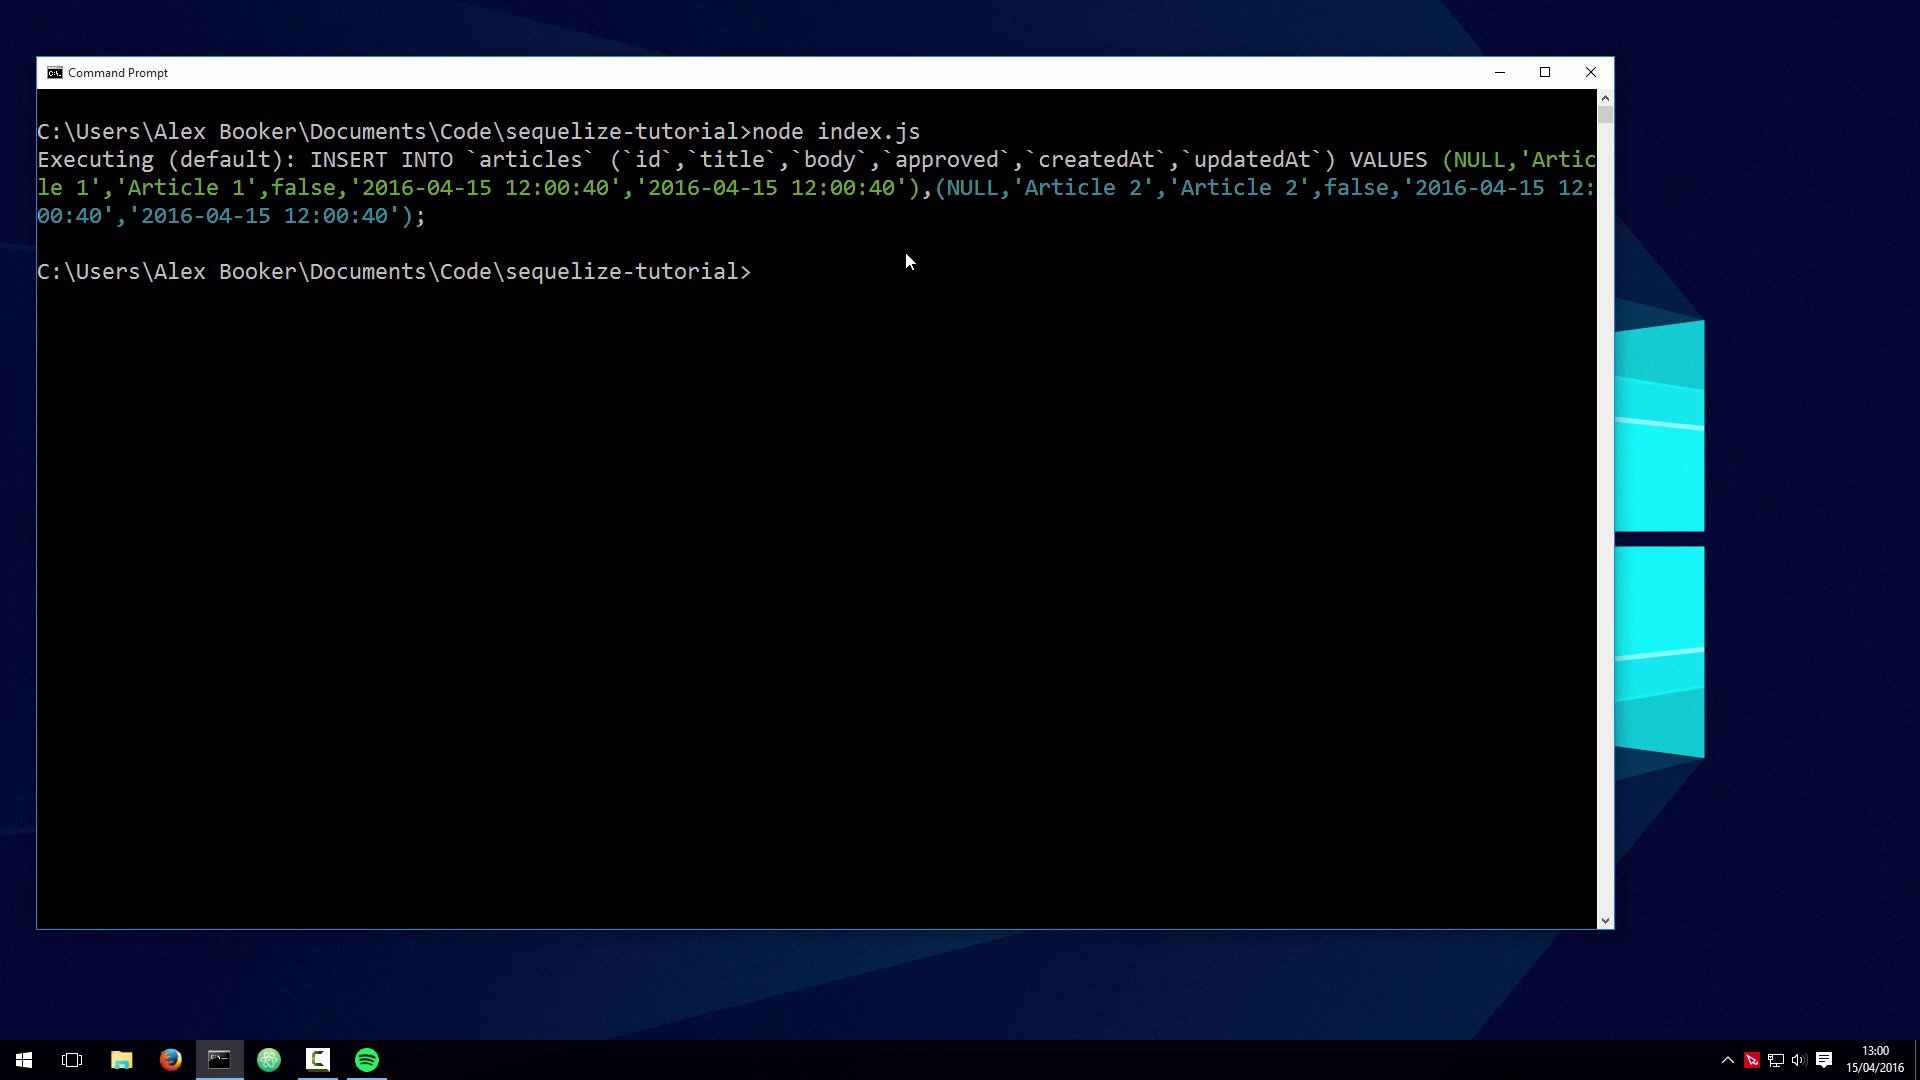 Command Prompt
C:\Users\Alex Booker\Documents\Code\sequelize-tutorial>node index.js
Executing (default): INSERT INTO `articles` (`id`,`title`,`body`,`approved`,`createdAt`,`updatedAt`) VALUES (NULL,'Artic
le 1','Article 1',false,'2016-04-15 12:00:40','2016-04-15 12:00:40'),(NULL,'Article 2','Article 2',false,'2016-04-15 12:
00:40','2016-04-15 12:00:40');
C:\Users\Alex Booker\Documents\Code\sequelize-tutorial>
13:00
15/04/2016